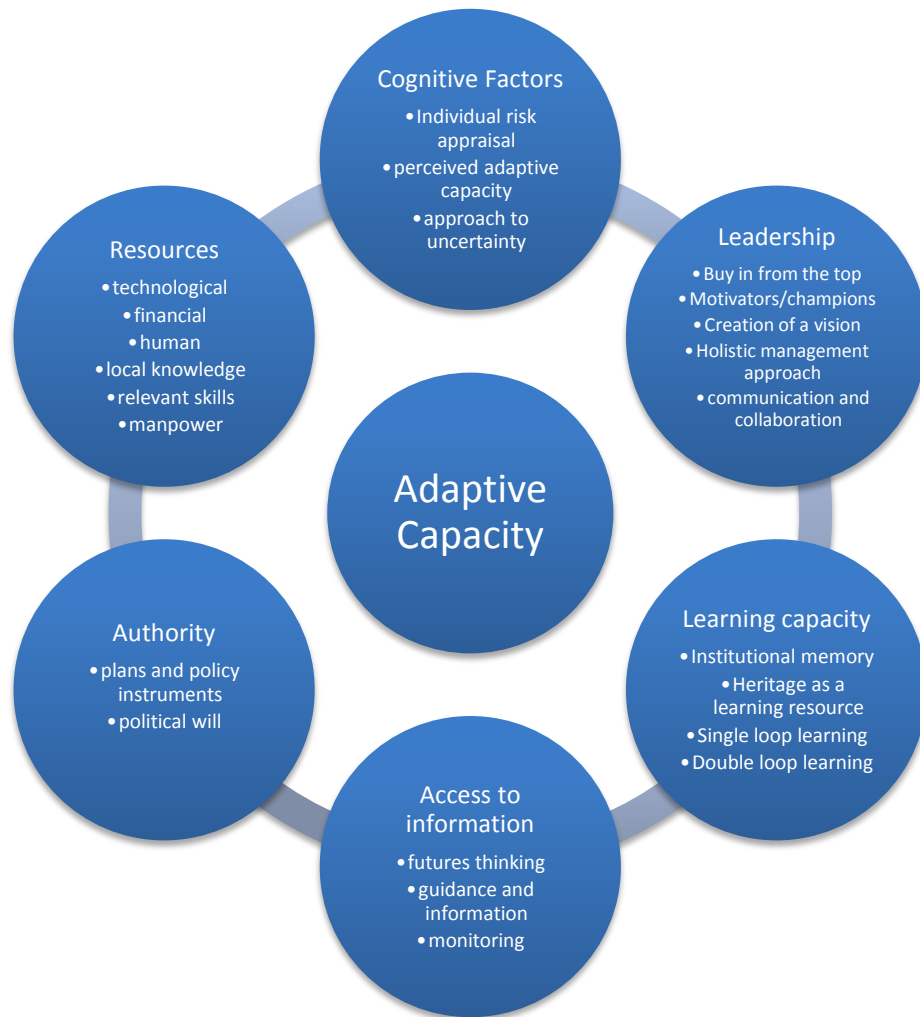 Cognitive Factors
•Individual risk
appraisal
•perceived adaptive
capacity
•approach to
uncertainty
Leadership
•Buy in from the top
•Motivators/champions
•Creation of a vision
•Holistic management
approach
•communication and
collaboration
Learning capacity
•Institutional memory
•Heritage as a
learning resource
•Single loop learning
•Double loop learning
Access to
information
•futures thinking
•guidance and
information
•monitoring
Authority
•plans and policy
instruments
•political will
Resources
•technological
•financial
•human
•local knowledge
•relevant skills
•manpower
Adaptive
Capacity